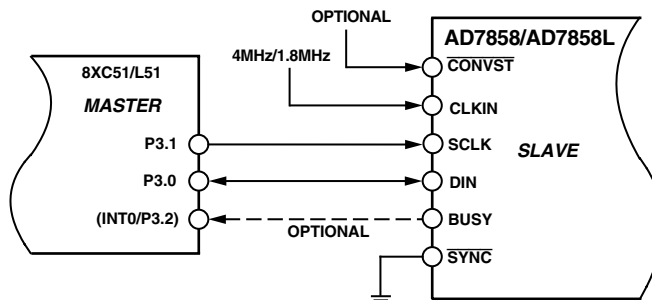 OPTIONAL
AD7858/AD7858L
4MHz/1.8MHz
CONVST
8XC51/L51
MASTER
CLKIN
P3.1
SCLK
SLAVE
P3.0
DIN
(INT0/P3.2)
BUSY
OPTIONAL
SYNC